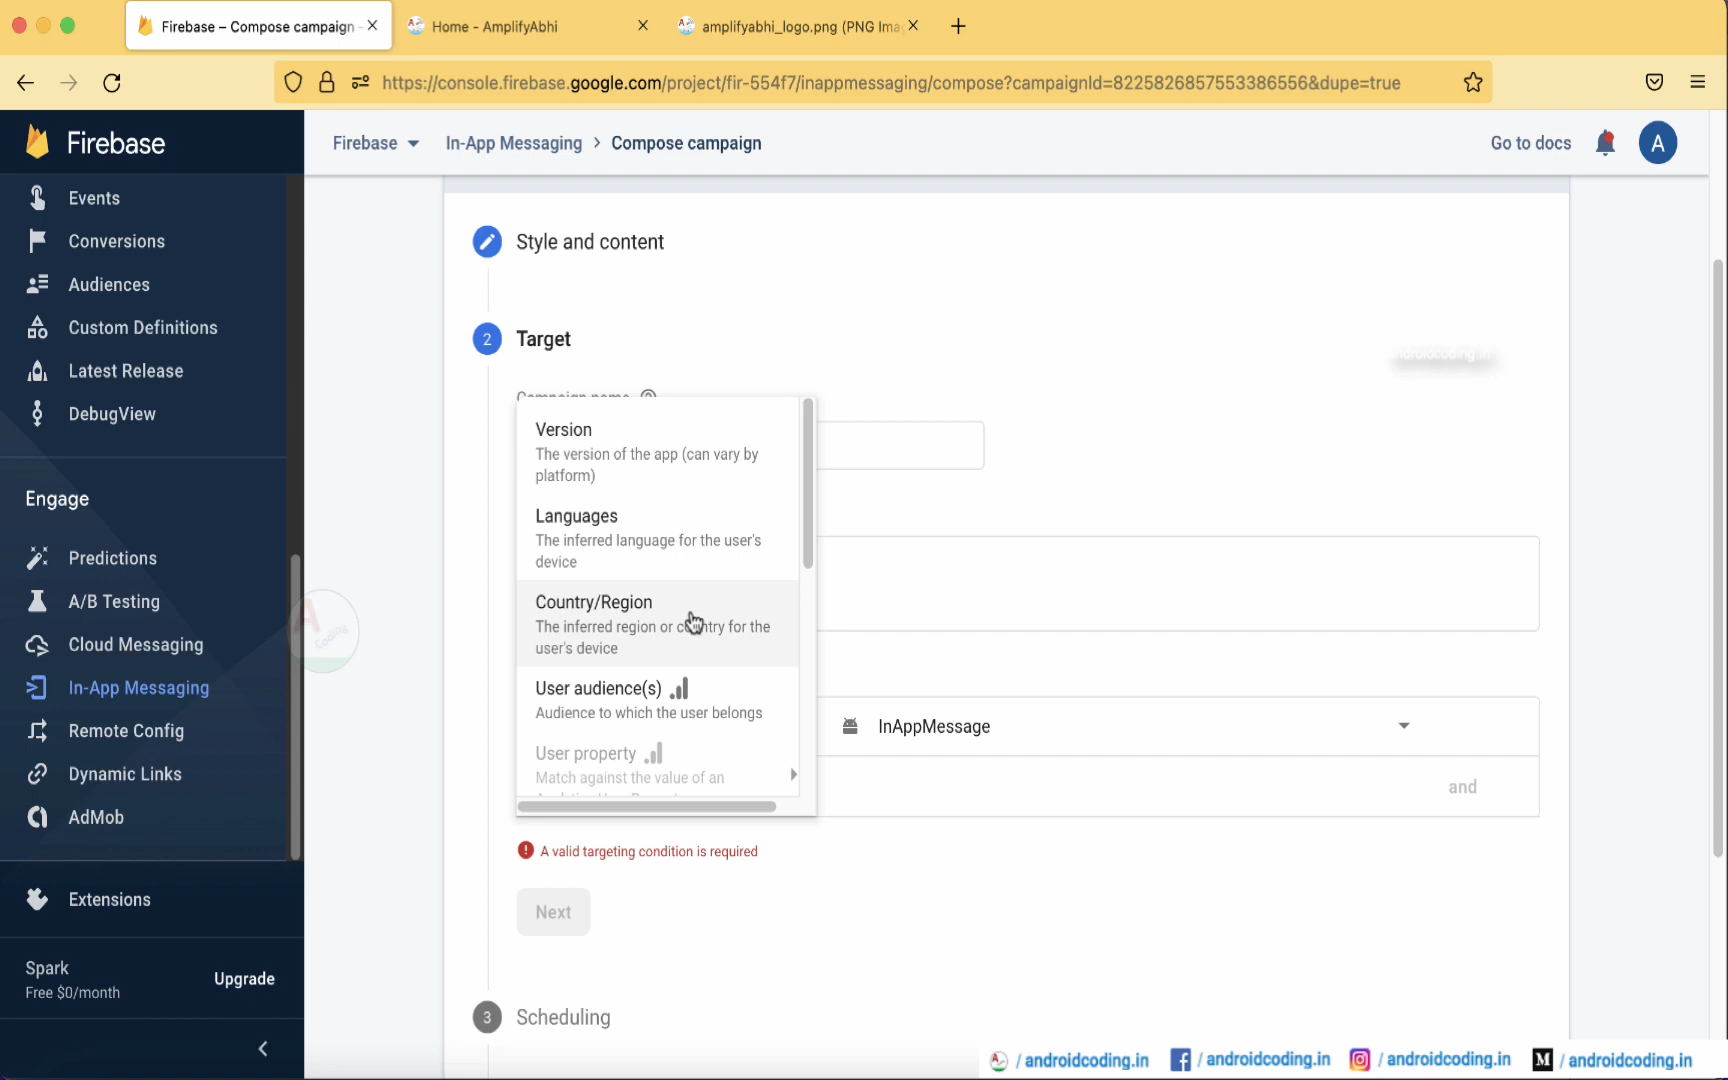 Firebase – Compose campaign
Home - AmplifyAbhi
amplifyabhi_logo.png (PNG Ima
https://console.firebase.google.com/project/fir-554f7/inappmessaging/compose?campaignId=8225826857553386556&dupe=true
Firebase
Firebase
In-App Messaging > Compose campaign
Go to docs
A
Events
Conversions
Audiences
Custom Definitions
Latest Release
DebugView
Engage
Predictions
A/B Testing
Cloud Messaging
In-App Messaging
Remote Config
Dynamic Links
AdMob
Extensions
Spark
Free $0/month
Upgrade
Style and content
2 Target
androidcoding.in
Campaign name
Version
The version of the app (can vary by
platform)
Languages
The inferred language for the user's
device
Country/Region
The inferred region or country for the
user's device
User audience(s)
Audience to which the user belongs
User property
Match against the value of an
InAppMessage
and
A valid targeting condition is required
Next
3 Scheduling
A Coding
/androidcoding.in
/androidcoding.in
/androidcoding.in
/androidcoding.in